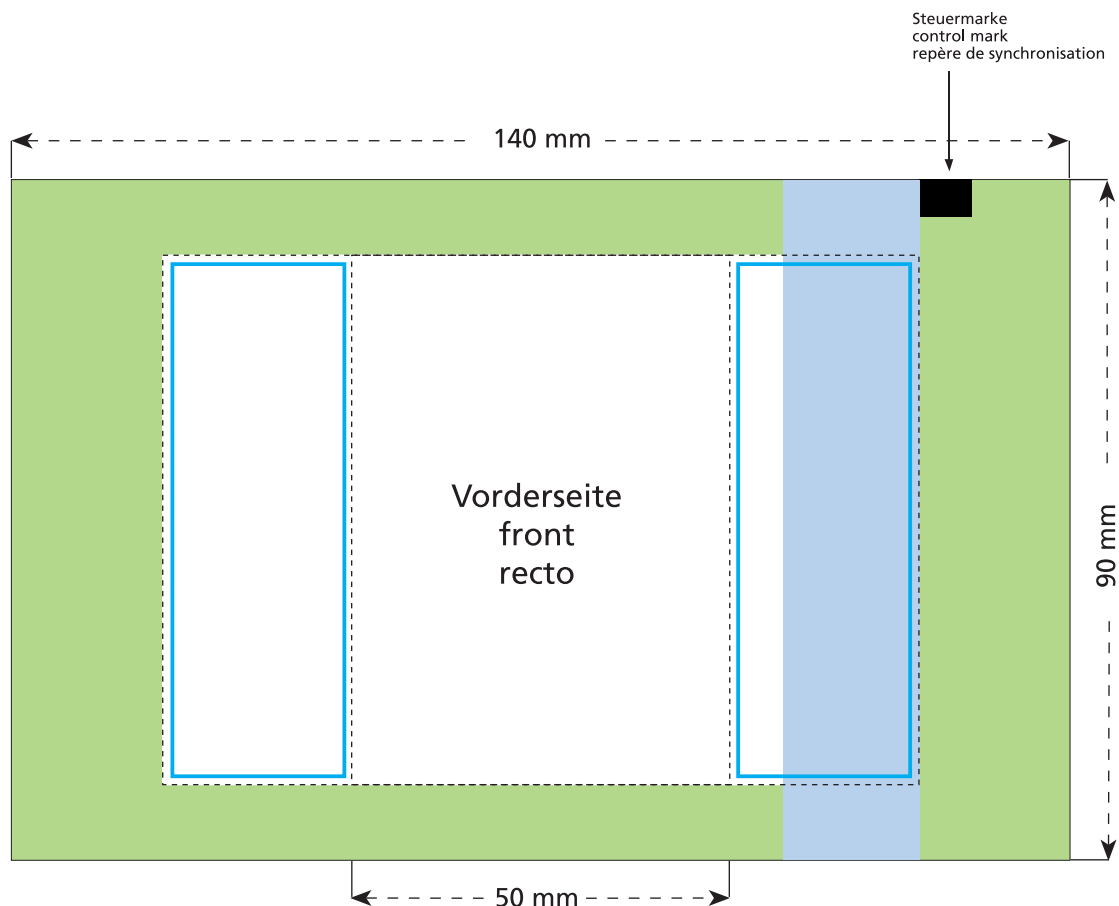 Steuermarke
control mark
repère de synchronisation
140 mm
Vorderseite
front
recto
90 mm
50 mm